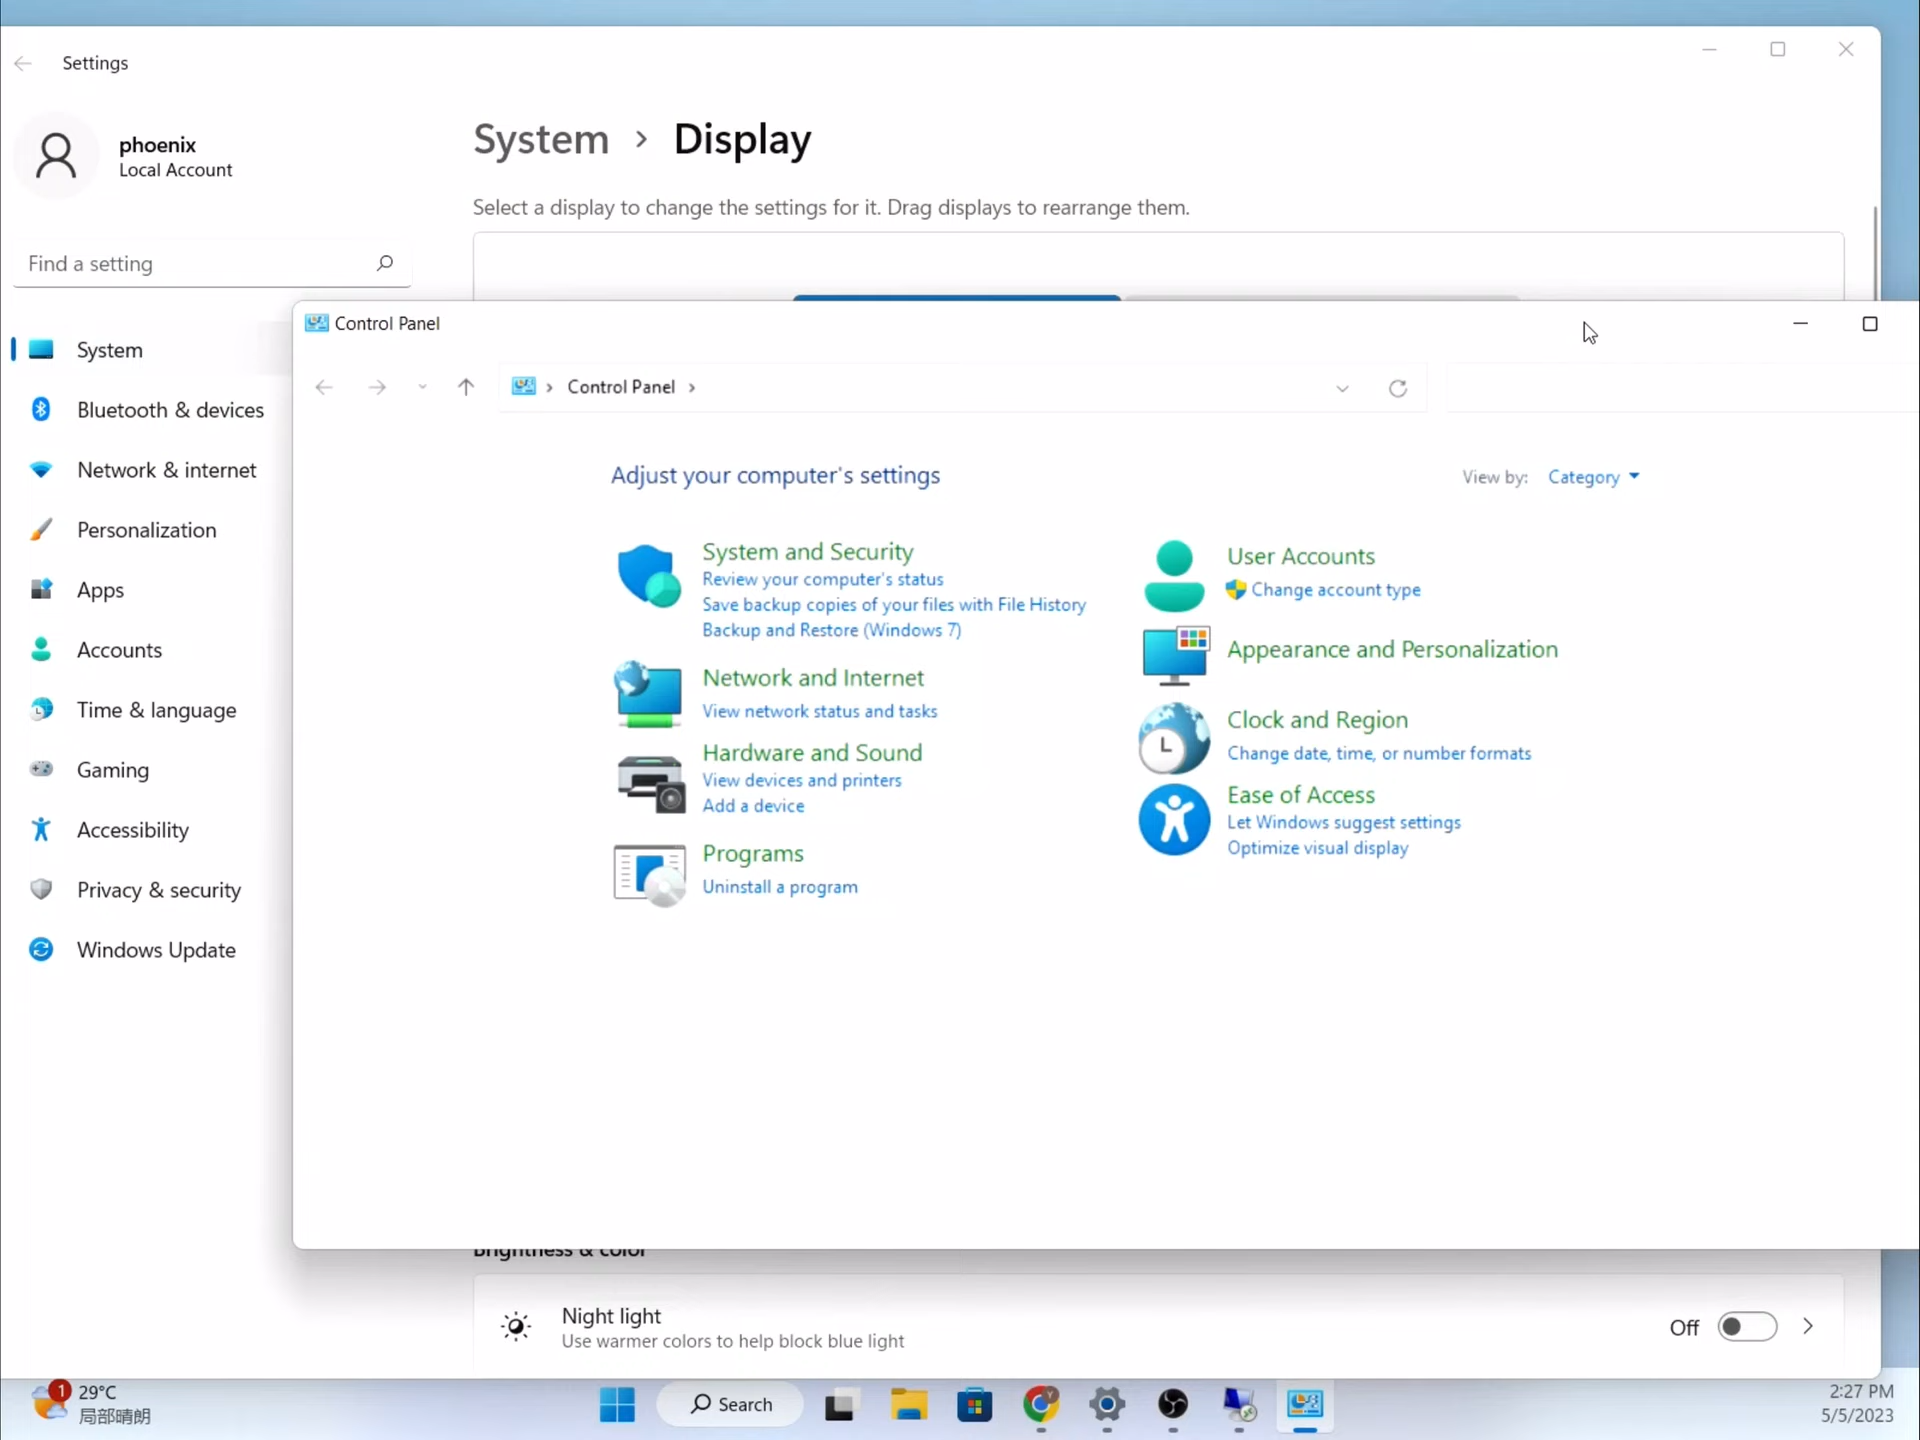 Settings
phoenix
Local Account
Find a setting
System
Bluetooth & devices
Network & internet
Personalization
Apps
Accounts
Time & language
Gaming
Accessibility
Privacy & security
Windows Update
System › Display
Select a display to change the settings for it. Drag displays to rearrange them.
Control Panel
Control Panel
Adjust your computer's settings
View by: Category
System and Security
Review your computer's status
Save backup copies of your files with File History
Backup and Restore (Windows 7)
Network and Internet
View network status and tasks
Hardware and Sound
View devices and printers
Add a device
Programs
Uninstall a program
User Accounts
Change account type
Appearance and Personalization
Clock and Region
Change date, time, or number formats
Ease of Access
Let Windows suggest settings
Optimize visual display
Brightness & color
Night light
Use warmer colors to help block blue light
Off
1
29°C
局部晴朗
Search
2:27 PM
5/5/2023